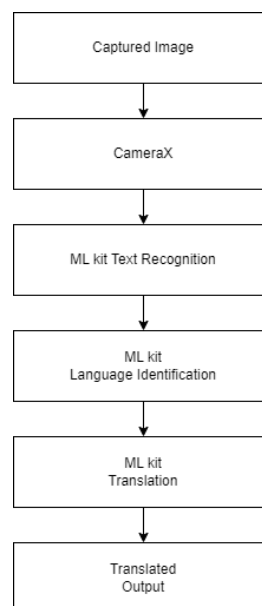 Captured Image
CameraX
ML kit Text Recognition
ML kit
Language Identification
ML kit
Translation
Translated
Output